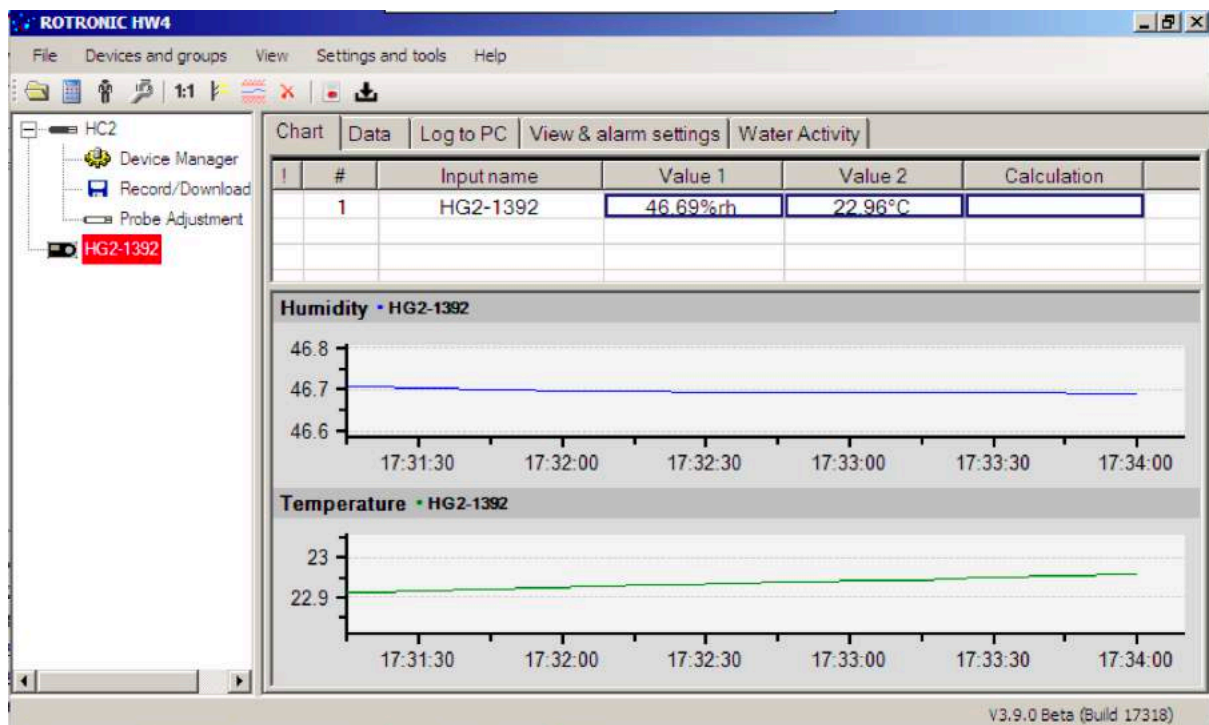 ROTRONIC HW4
File Devices and groups View Settings and tools Help
1:1
HC2
Device Manager
Record/Download
Probe Adjustment
HG2-1392
Chart Data Log to PC View & alarm settings Water Activity
! # Input name Value 1 Value 2 Calculation
1 HG2-1392 46.69%rh 22.96°C
Humidity • HG2-1392
46.8
46.7
46.6
17:31:30 17:32:00 17:32:30 17:33:00 17:33:30 17:34:00
Temperature • HG2-1392
23
22.9
17:31:30 17:32:00 17:32:30 17:33:00 17:33:30 17:34:00
V3.9.0 Beta (Build 17318)